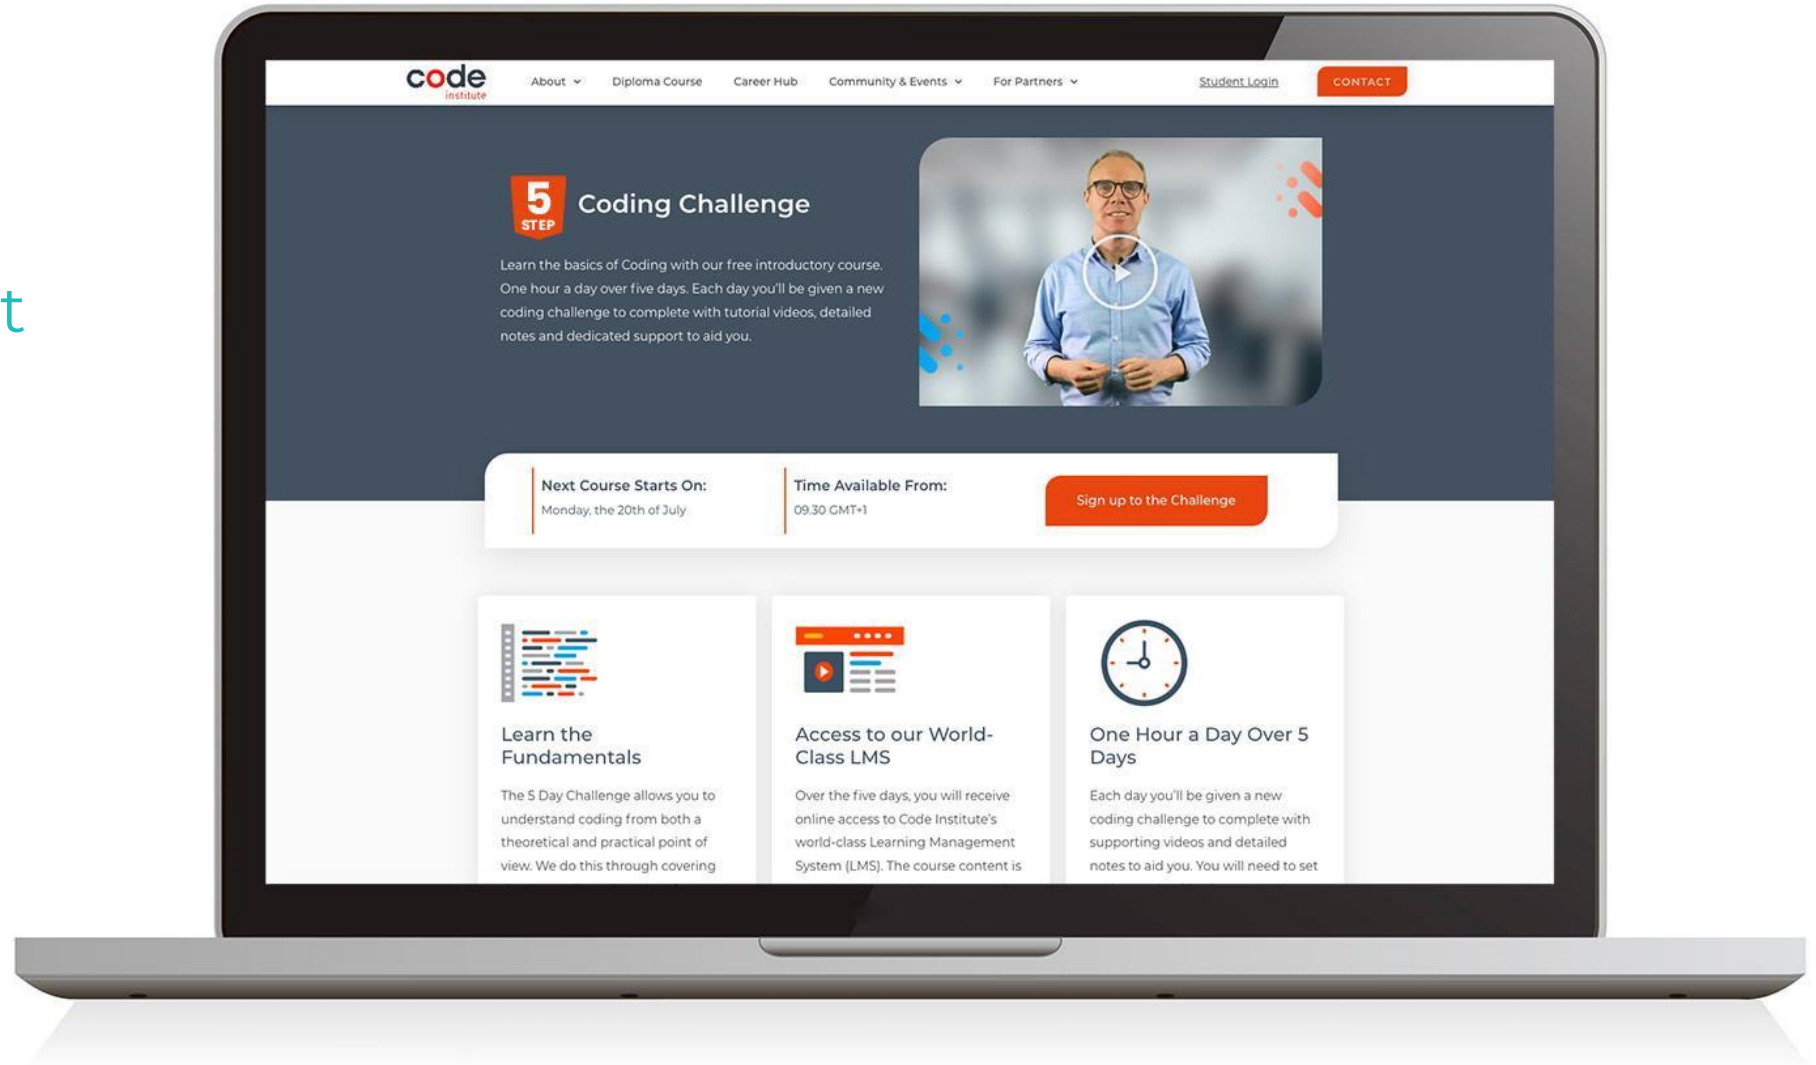 t
code
institute
About
Diploma Course
Career Hub
Community & Events
For Partners
Student Login
CONTACT
5
STEP
Coding Challenge
Learn the basics of Coding with our free introductory course.
One hour a day over five days. Each day you'll be given a new
coding challenge to complete with tutorial videos, detailed
notes and dedicated support to aid you.
Next Course Starts On:
Monday, the 20th of July
Time Available From:
09.30 GMT+1
Sign up to the Challenge
Learn the
Fundamentals
The 5 Day Challenge allows you to
understand coding from both a
theoretical and practical point of
view. We do this through covering
Access to our World-
Class LMS
Over the five days, you will receive
online access to Code Institute's
world-class Learning Management
System (LMS). The course content is
One Hour a Day Over 5
Days
Each day you'll be given a new
coding challenge to complete with
supporting videos and detailed
notes to aid you. You will need to set